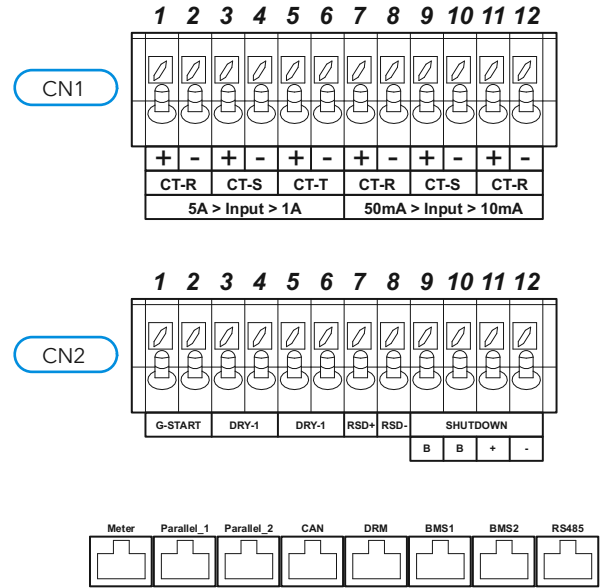 1 2 3 4 5 6 7 8 9 10 11 12
CN1
+ - + - + - + - + - + -
CT-R CT-S CT-T CT-R CT-S CT-R
5A > Input > 1A 50mA > Input > 10mA
1 2 3 4 5 6 7 8 9 10 11 12
CN2
G-START DRY-1 DRY-1 RSD+ RSD- SHUTDOWN
B B + -
Meter Parallel_1 Parallel_2 CAN DRM BMS1 BMS2 RS485